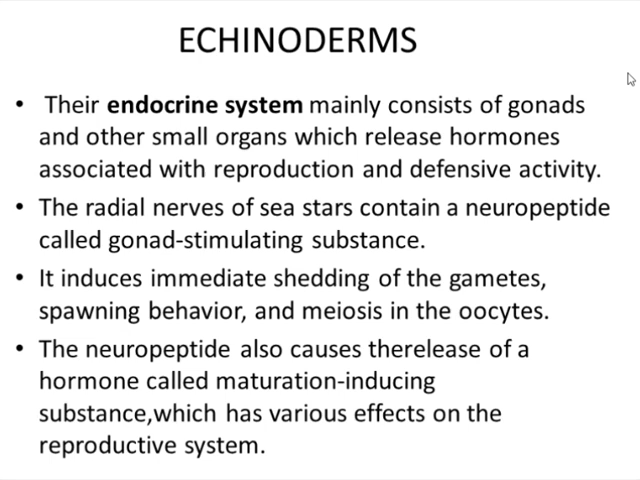 ECHINODERMS
• Their endocrine system mainly consists of gonads
and other small organs which release hormones
associated with reproduction and defensive activity.
• The radial nerves of sea stars contain a neuropeptide
called gonad-stimulating substance.
• It induces immediate shedding of the gametes,
spawning behavior, and meiosis in the oocytes.
• The neuropeptide also causes therelease of a
hormone called maturation-inducing
substance,which has various effects on the
reproductive system.